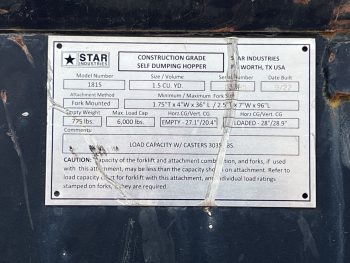 STAR
INDUSTRIES
CONSTRUCTION GRADE
SELF DUMPING HOPPER
STAR INDUSTRIES
WORTH, TX USA
Model Number
Size / Volume
Date Built
1815
1.5 CU. YD.
Attachment Method
Minimum / Maximum Fork Size
Fork Mounted
1.75"T x 4"W x 36"L / 2.5"T x 7"W x 96"L
Empty Weight
Max. Load Cap
Horz.CG/Vert. CG
Horz.CG/Vert. CG
775 lbs.
6,000 lbs.
EMPTY - 27.1"/20.4"
LOADED - 28"/28.9"
Comments:
LOAD CAPACITY W/ CASTERS
CAUTION: Capacity of the forklift and attachment combination, and forks, if used
with this attachment, may be less than the capacity shown on attachment. Refer to
load capacity chart for forklift with this attachment, and individual load ratings
stamped on forks, if they are required.